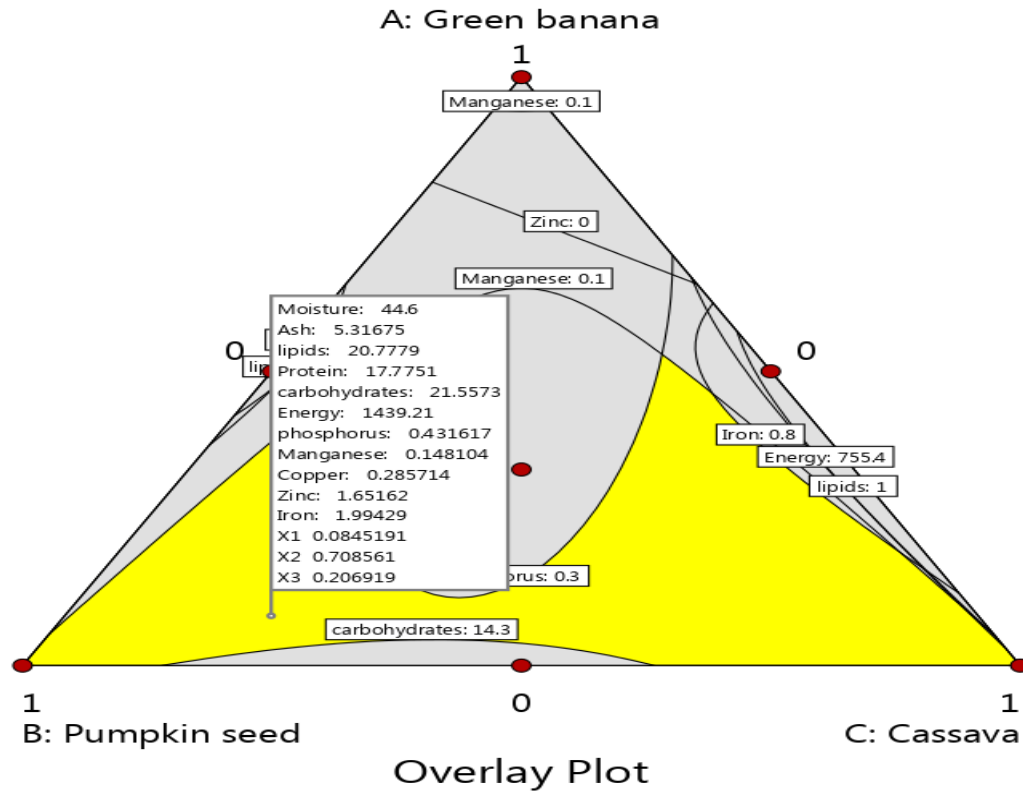 A: Green banana
1
Manganese: 0.1
Zinc: 0
Manganese: 0.1
Moisture: 44.6
Ash: 5.31675
lipids: 20.7779
Protein: 17.7751
carbohydrates: 21.5573
Energy: 1439.21
phosphorus: 0.431617
Manganese: 0.148104
Copper: 0.285714
Zinc: 1.65162
Iron: 1.99429
X1 0.0845191
X2 0.708561
X3 0.206919
0
0
Iron: 0.8
Energy: 755.4
lipids: 1
orus: 0.3
carbohydrates: 14.3
1
0
1
B: Pumpkin seed
C: Cassava
Overlay Plot